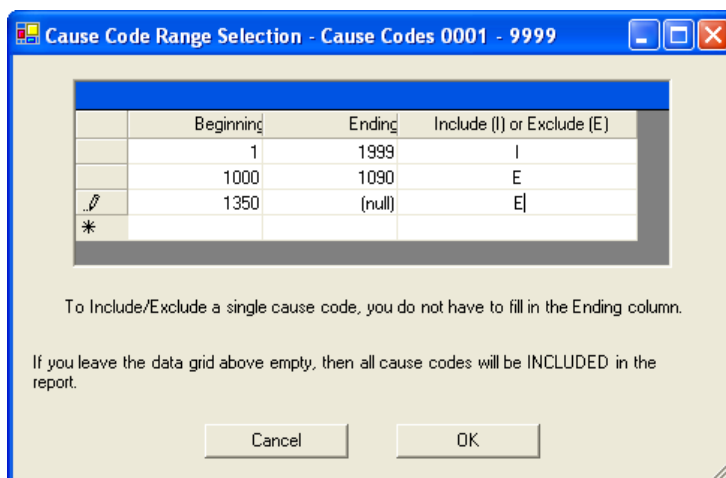 Cause Code Range Selection - Cause Codes 0001 - 9999
Beginning Ending Include (I) or Exclude (E)
1 1999 I
1000 1090 E
1350 (null) E
To Include/Exclude a single cause code, you do not have to fill in the Ending column.
If you leave the data grid above empty, then all cause codes will be INCLUDED in the
report.
Cancel OK